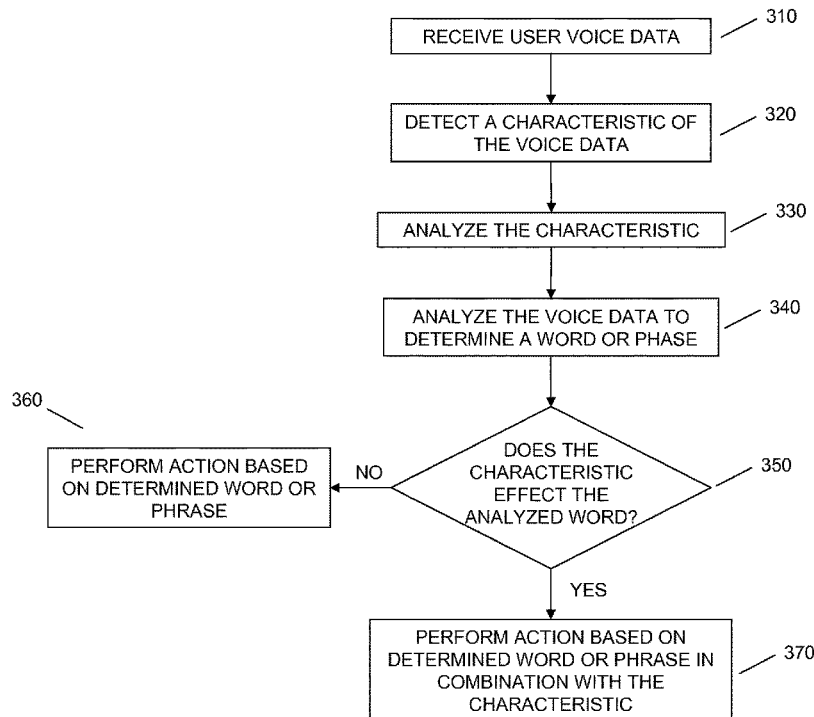 RECEIVE USER VOICE DATA
310
DETECT A CHARACTERISTIC OF
THE VOICE DATA
320
ANALYZE THE CHARACTERISTIC
330
ANALYZE THE VOICE DATA TO
DETERMINE A WORD OR PHASE
340
DOES THE
CHARACTERISTIC
EFFECT THE
ANALYZED WORD?
350
NO
360
PERFORM ACTION BASED
ON DETERMINED WORD OR
PHRASE
YES
PERFORM ACTION BASED ON
DETERMINED WORD OR PHRASE IN
COMBINATION WITH THE
CHARACTERISTIC
370